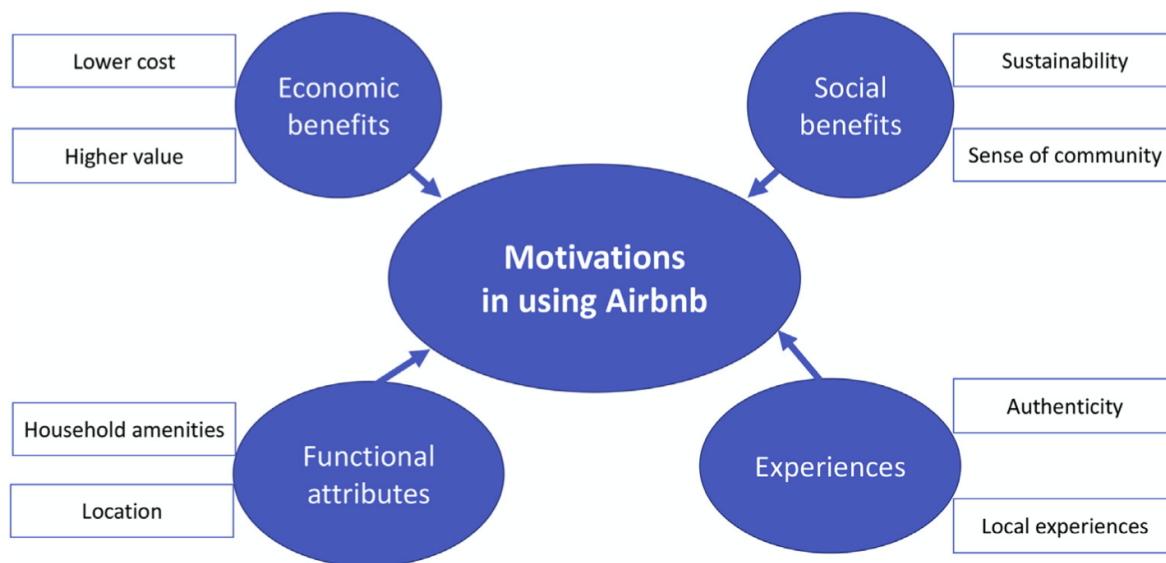 Lower cost
Higher value
Economic
benefits
Social
benefits
Sustainability
Sense of community
Motivations
in using Airbnb
Household amenities
Location
Functional
attributes
Experiences
Authenticity
Local experiences